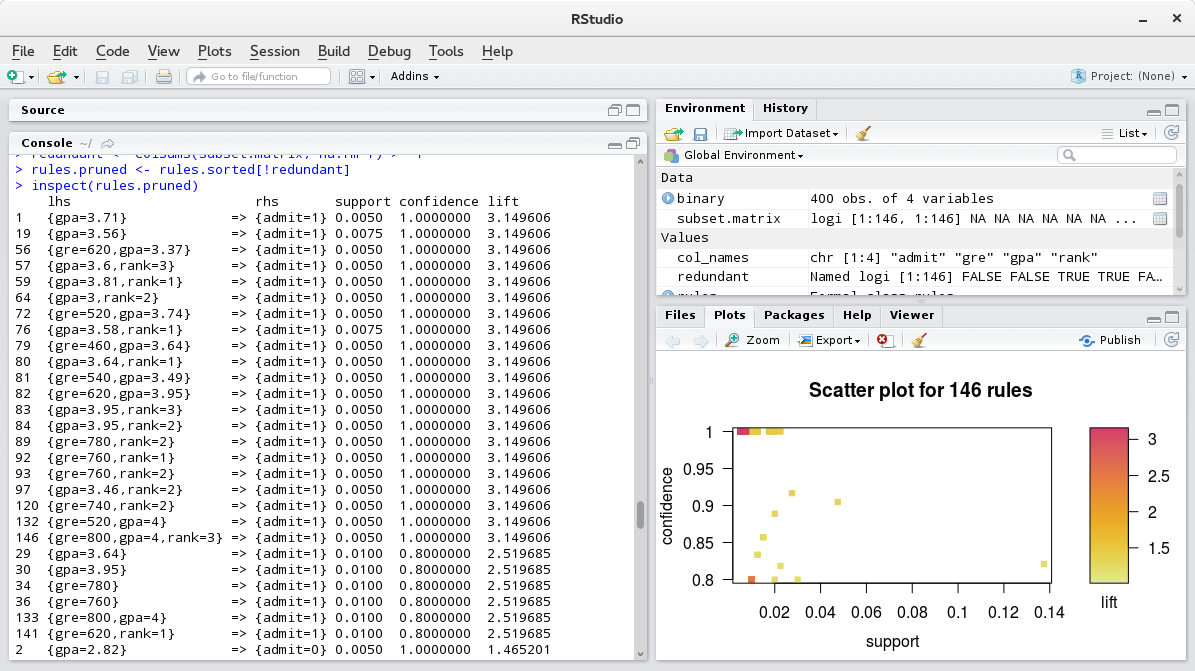 RStudio
File Edit Code View Plots Session Build Debug Tools Help
Go to file/function Addins Project: (None)
Source
Console ~/
> rules.pruned <- rules.sorted[!redundant]
> inspect(rules.pruned)
lhs rhs support confidence lift
1 {gpa=3.71} => {admit=1} 0.0050 1.0000000 3.149606
19 {gpa=3.56} => {admit=1} 0.0075 1.0000000 3.149606
56 {gre=620,gpa=3.37} => {admit=1} 0.0050 1.0000000 3.149606
57 {gpa=3.6,rank=3} => {admit=1} 0.0050 1.0000000 3.149606
59 {gpa=3.81,rank=1} => {admit=1} 0.0050 1.0000000 3.149606
64 {gpa=3,rank=2} => {admit=1} 0.0050 1.0000000 3.149606
72 {gre=520,gpa=3.74} => {admit=1} 0.0050 1.0000000 3.149606
76 {gpa=3.58,rank=1} => {admit=1} 0.0075 1.0000000 3.149606
79 {gre=460,gpa=3.64} => {admit=1} 0.0050 1.0000000 3.149606
80 {gpa=3.64,rank=1} => {admit=1} 0.0050 1.0000000 3.149606
81 {gre=540,gpa=3.49} => {admit=1} 0.0050 1.0000000 3.149606
82 {gre=620,gpa=3.95} => {admit=1} 0.0050 1.0000000 3.149606
83 {gpa=3.95,rank=3} => {admit=1} 0.0050 1.0000000 3.149606
84 {gpa=3.95,rank=2} => {admit=1} 0.0050 1.0000000 3.149606
89 {gre=780,rank=2} => {admit=1} 0.0050 1.0000000 3.149606
92 {gre=760,rank=1} => {admit=1} 0.0050 1.0000000 3.149606
93 {gre=760,rank=2} => {admit=1} 0.0050 1.0000000 3.149606
97 {gpa=3.46,rank=2} => {admit=1} 0.0050 1.0000000 3.149606
120 {gre=740,rank=2} => {admit=1} 0.0050 1.0000000 3.149606
132 {gre=520,gpa=4} => {admit=1} 0.0050 1.0000000 3.149606
146 {gre=800,gpa=4,rank=3} => {admit=1} 0.0050 1.0000000 3.149606
29 {gpa=3.64} => {admit=1} 0.0100 0.8000000 2.519685
30 {gpa=3.95} => {admit=1} 0.0100 0.8000000 2.519685
34 {gre=780} => {admit=1} 0.0100 0.8000000 2.519685
36 {gre=760} => {admit=1} 0.0100 0.8000000 2.519685
133 {gre=800,gpa=4} => {admit=1} 0.0100 0.8000000 2.519685
141 {gre=620,rank=1} => {admit=1} 0.0100 0.8000000 2.519685
2 {gpa=2.82} => {admit=0} 0.0050 1.0000000 1.465201
Environment History
Import Dataset List
Global Environment
Data
binary 400 obs. of 4 variables
subset.matrix logi [1:146, 1:146] NA NA NA NA NA NA ...
Values
col_names chr [1:4] "admit" "gre" "gpa" "rank"
redundant Named logi [1:146] FALSE FALSE TRUE TRUE FA…
Files Plots Packages Help Viewer
Zoom Export Publish
Scatter plot for 146 rules
1
0.95
0.9
0.85
0.8
confidence
0.02 0.04 0.06 0.08 0.1 0.12 0.14
support
3
2.5
2
1.5
lift